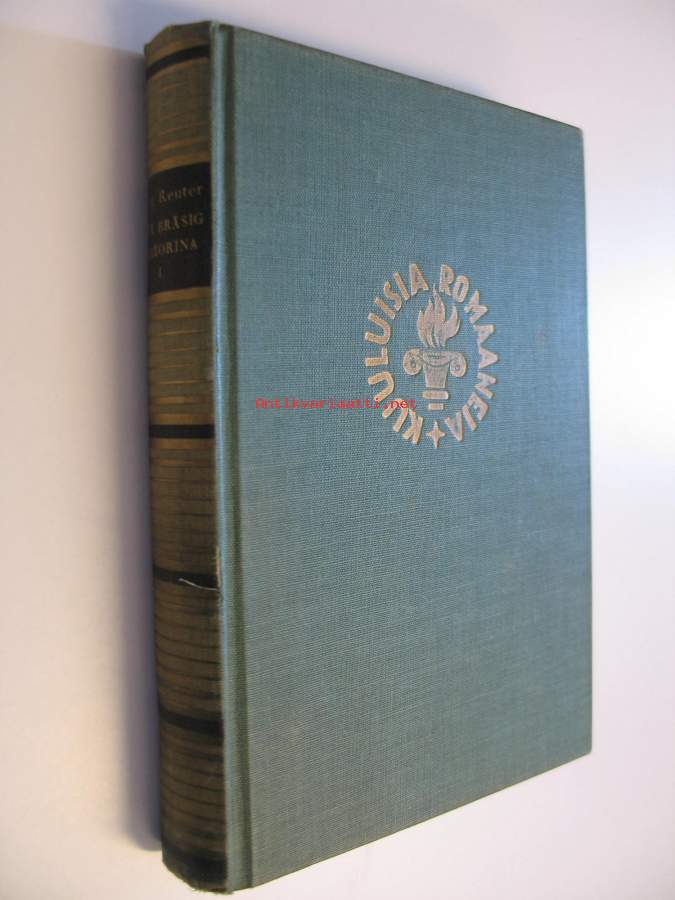 Reuter
BRÄSIG
TORINA
I
KUULUISIA ROMAANEJA
Antikvariaatti.net